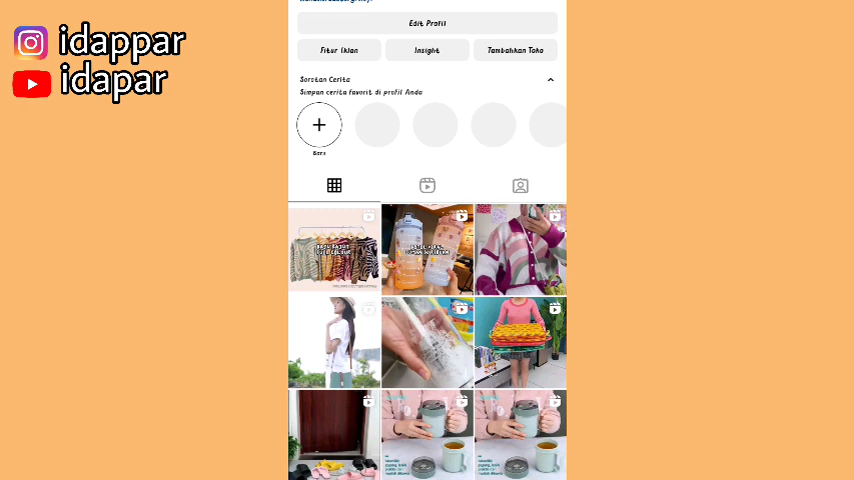 idappar
idapar
Edit Profil
Fitur Iklan
Insight
Tambahkan Toko
Sorotan Cerita
Simpan cerita favorit di profil Anda
Baru